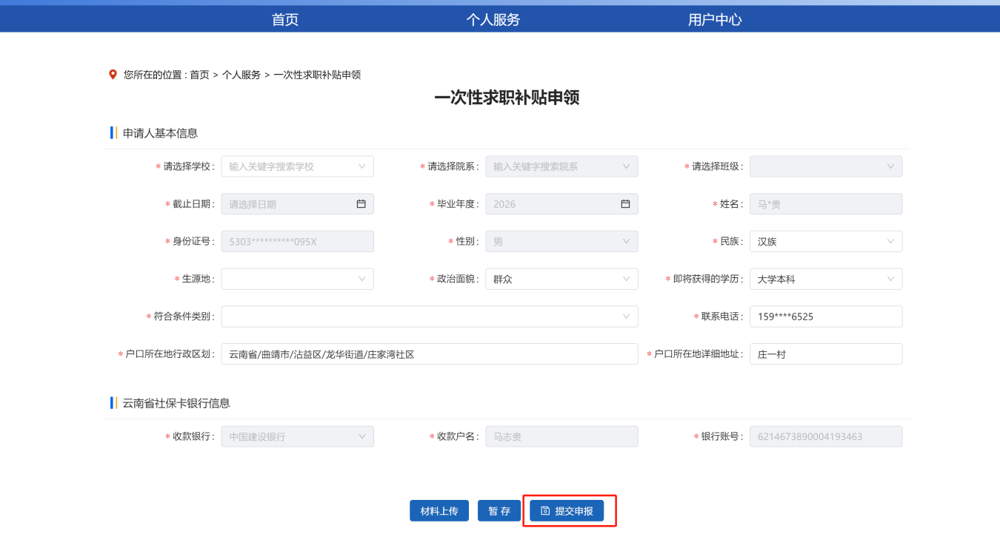 首页 个人服务 用户中心
您所在的位置 : 首页 > 个人服务 > 一次性求职补贴申领
一次性求职补贴申领
申请人基本信息
* 请选择学校 : 输入关键字搜索学校 * 请选择院系 : 输入关键字搜索院系 * 请选择班级 :
* 截止日期 : 请选择日期 * 毕业年度 : 2026 * 姓名 : 马*贵
* 身份证号 : 5303**********095X * 性别 : 男 * 民族 : 汉族
* 生源地 : * 政治面貌 : 群众 * 即将获得的学历 : 大学本科
* 符合条件类别 : * 联系电话 : 159****6525
* 户口所在地行政区划 : 云南省/曲靖市/沾益区/龙华街道/庄家湾社区 * 户口所在地详细地址 : 庄一村
云南省社保卡银行信息
* 收款银行 : 中国建设银行 * 收款户名 : 马志贵 * 银行账号 : 6214673890004193463
材料上传 暂 存 提交申报